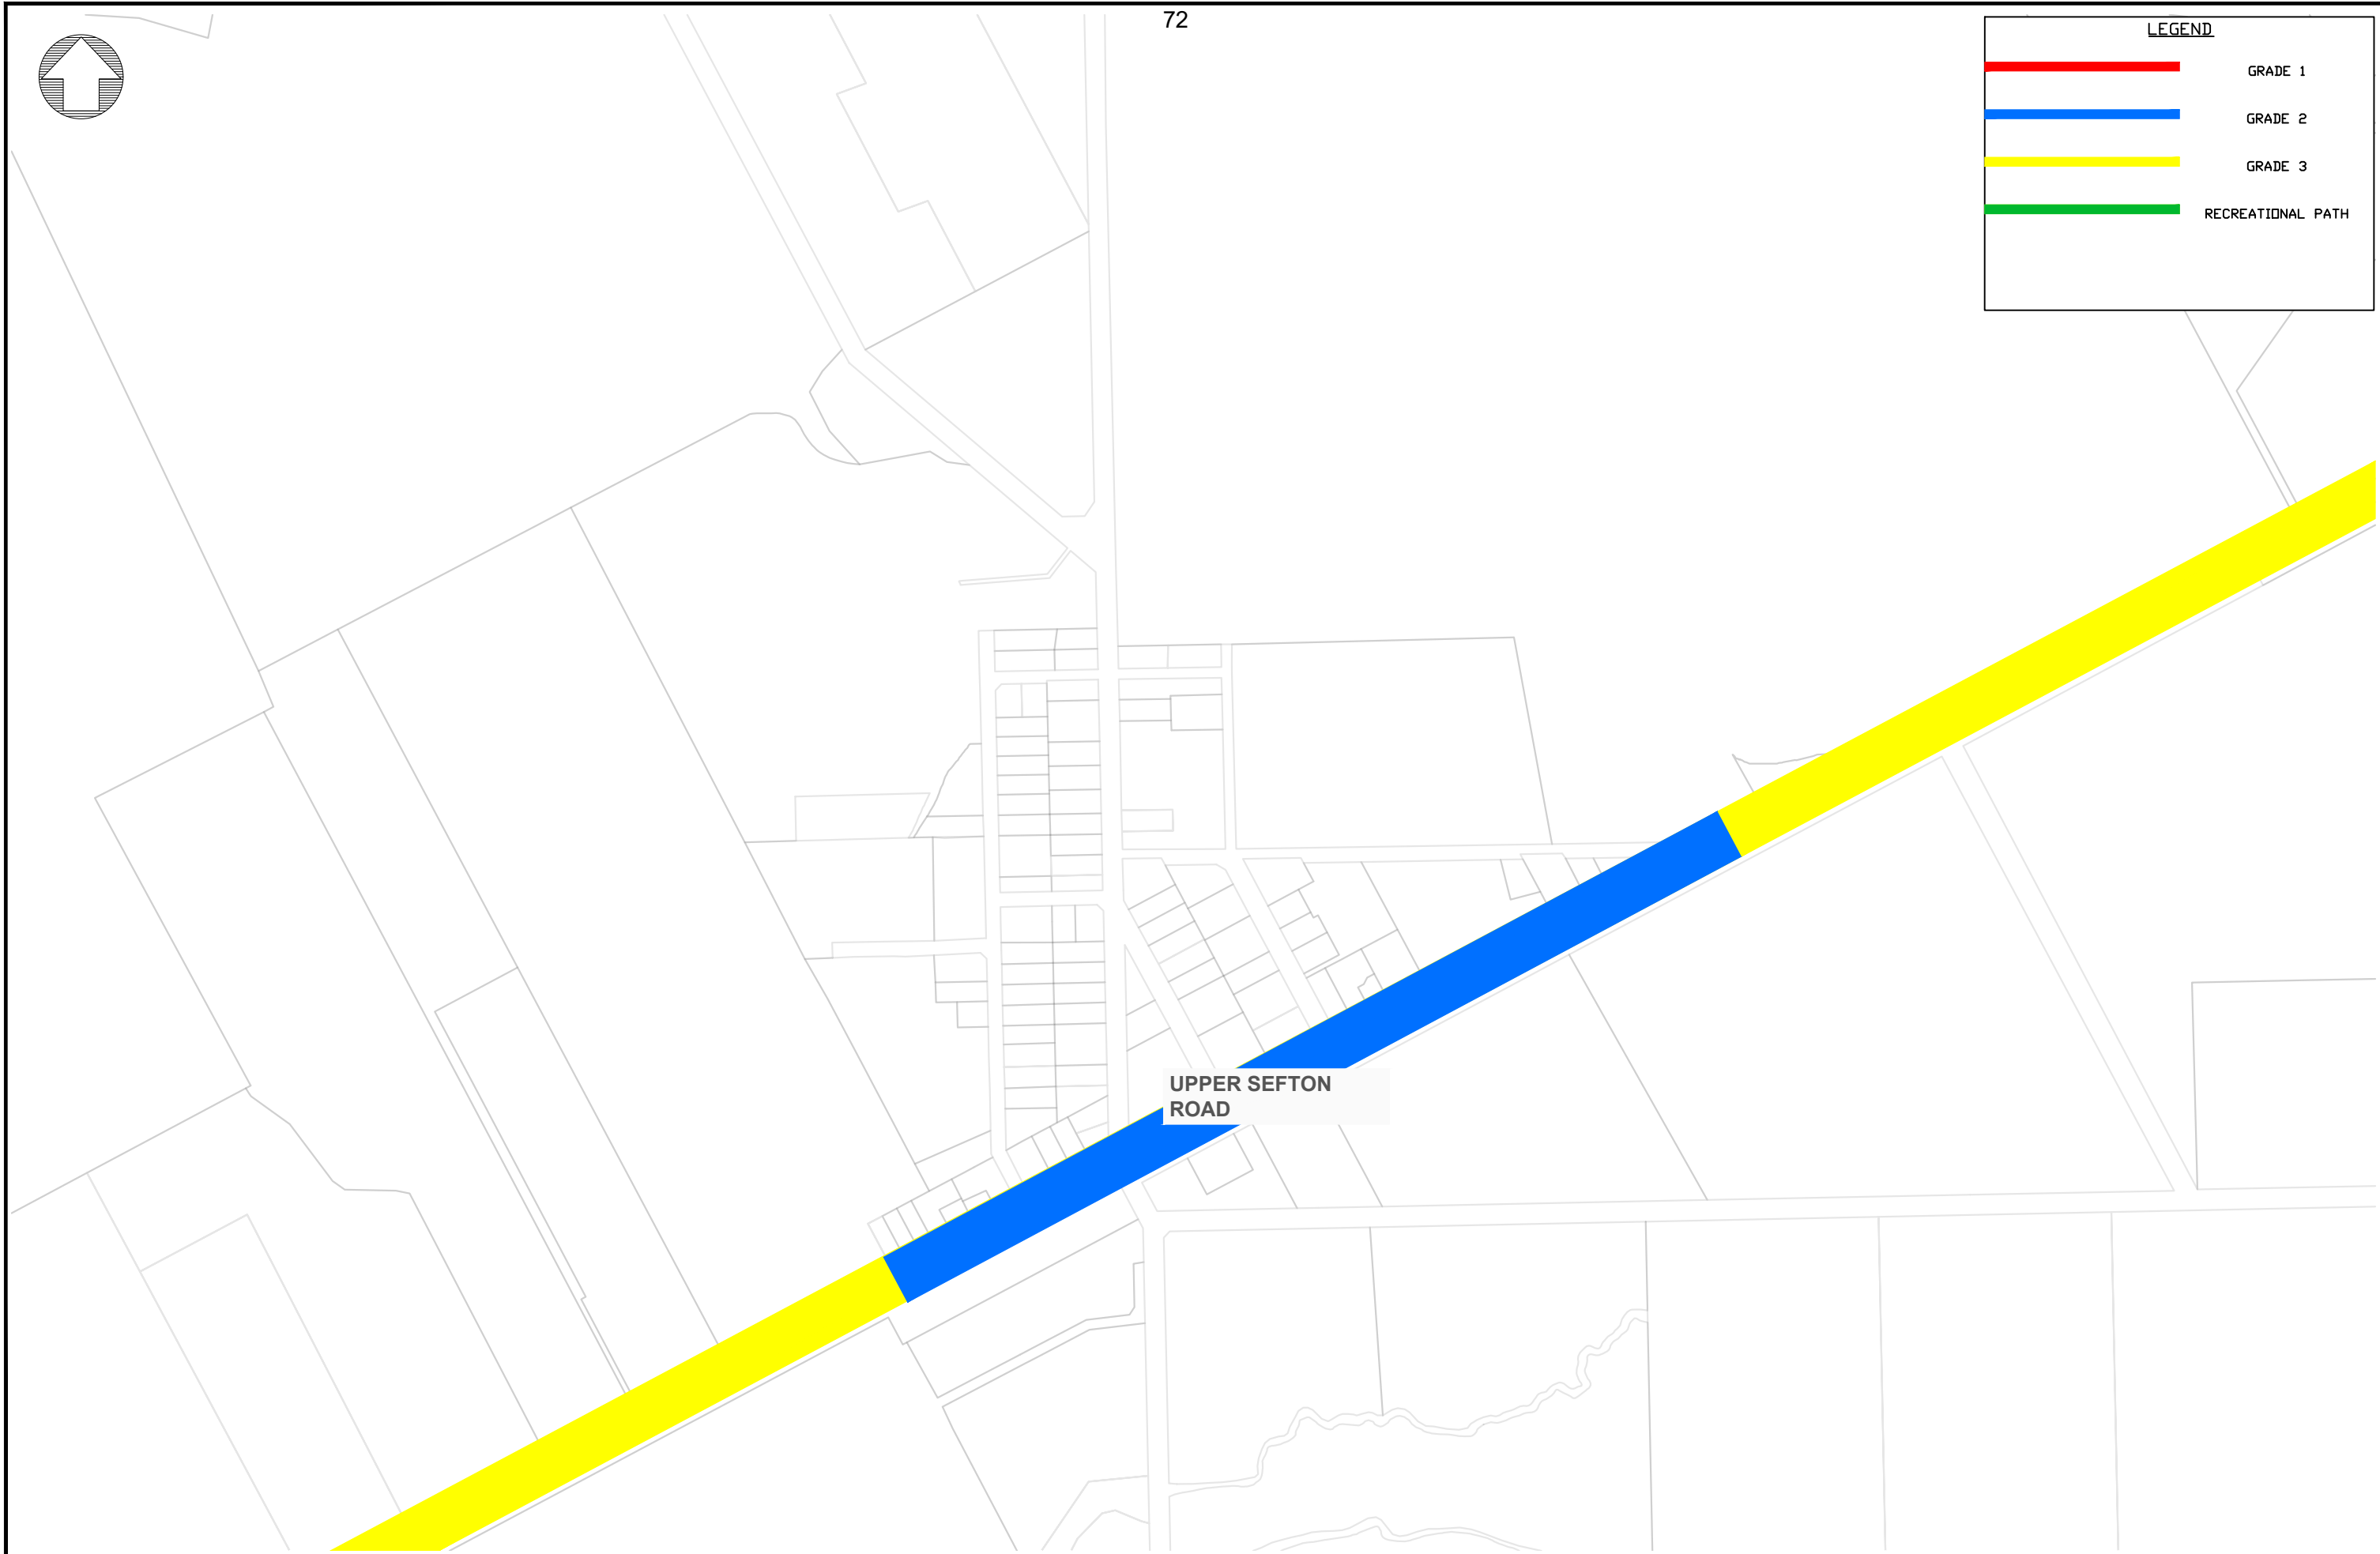 72
LEGEND
GRADE 1
GRADE 2
GRADE 3
RECREATIONAL PATH
UPPER SEFTON
ROAD